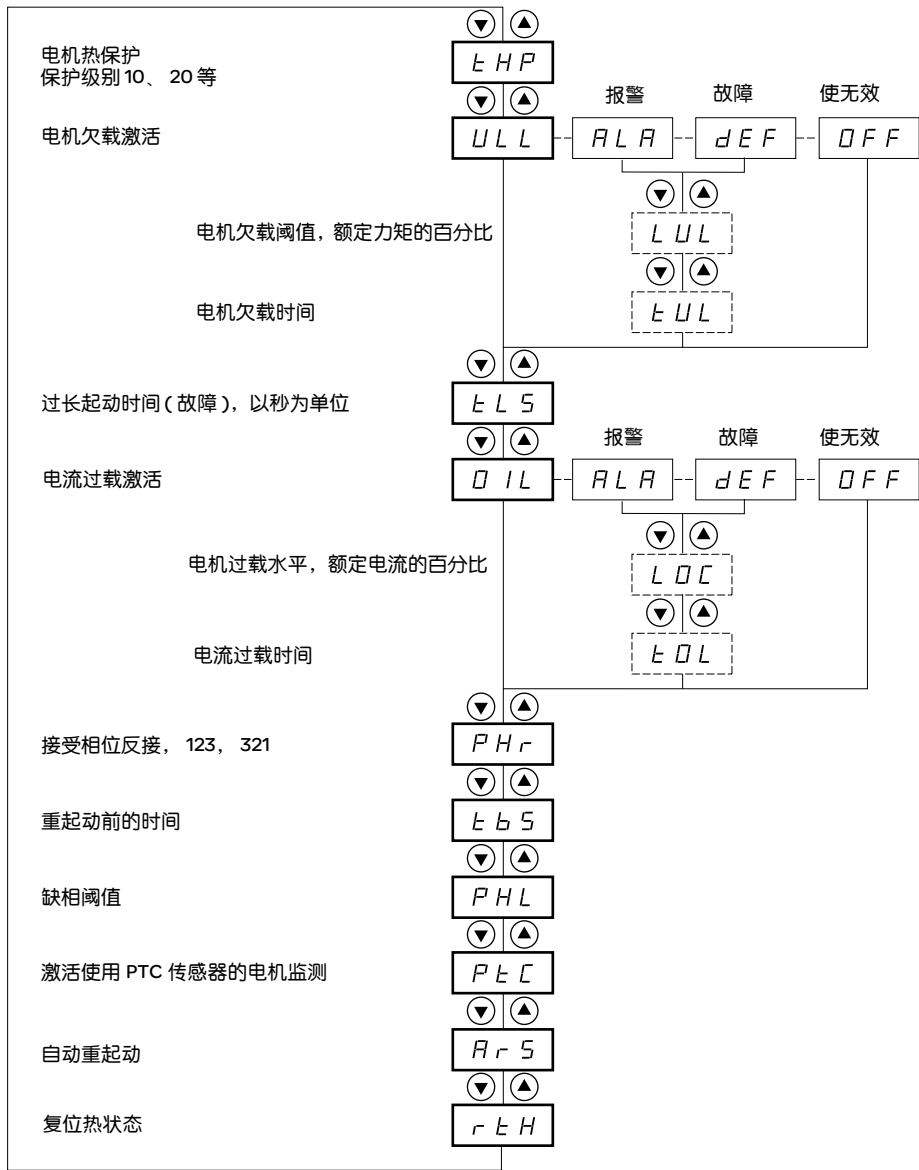 电机热保护
保护级别 10、 20 等
tHP
报警 故障 使无效
电机欠载激活
ULL ALA dEF OFF
电机欠载阈值，额定力矩的百分比
LUL
电机欠载时间
tUL
过长起动时间 ( 故障 )，以秒为单位
tLS
报警 故障 使无效
电流过载激活
OIL ALA dEF OFF
电机过载水平，额定电流的百分比
LOC
电流过载时间
tOL
接受相位反接， 123， 321
PHr
重起动前的时间
tbS
缺相阈值
PHL
激活使用 PTC 传感器的电机监测
PtC
自动重起动
ArS
复位热状态
rtH